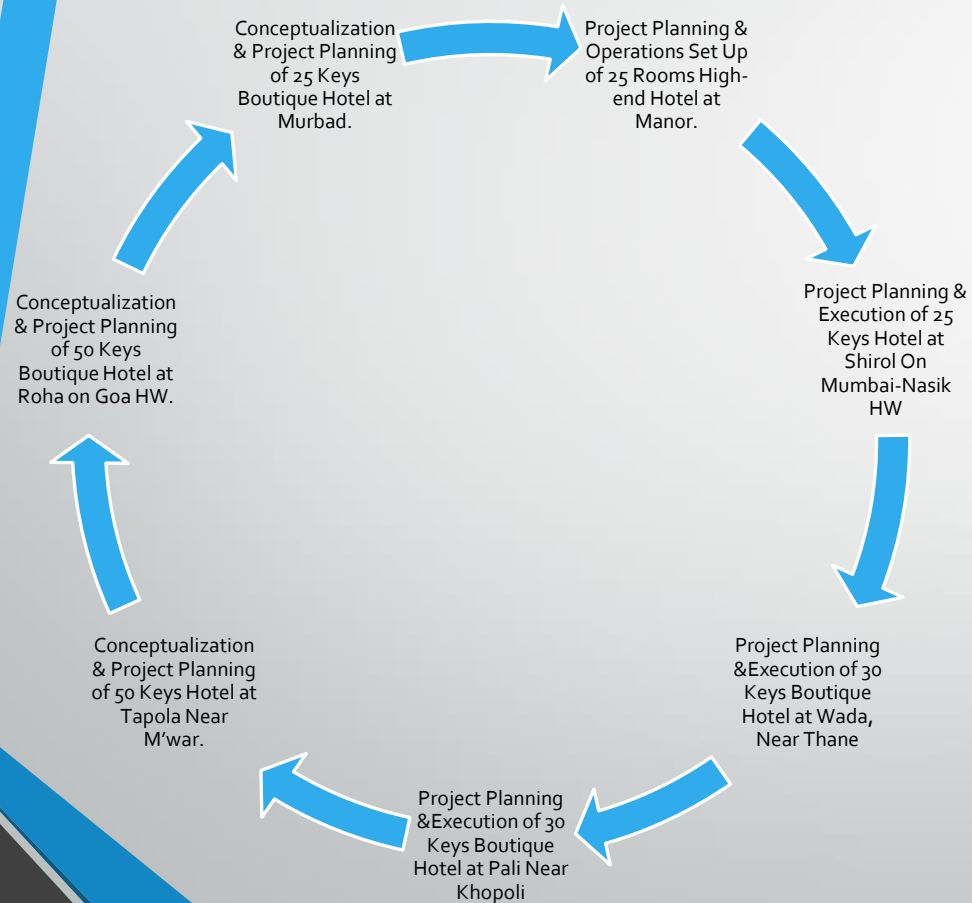 Conceptualization
& Project Planning
of 25 Keys
Boutique Hotel at
Murbad.
Project Planning &
Operations Set Up
of 25 Rooms High-
end Hotel at
Manor.
Project Planning &
Execution of 25
Keys Hotel at
Shirol On
Mumbai-Nasik
HW
Project Planning
&Execution of 30
Keys Boutique
Hotel at Wada,
Near Thane
Project Planning
&Execution of 30
Keys Boutique
Hotel at Pali Near
Khopoli
Conceptualization
& Project Planning
of 50 Keys Hotel at
Tapola Near
M’war.
Conceptualization
& Project Planning
of 50 Keys
Boutique Hotel at
Roha on Goa HW.